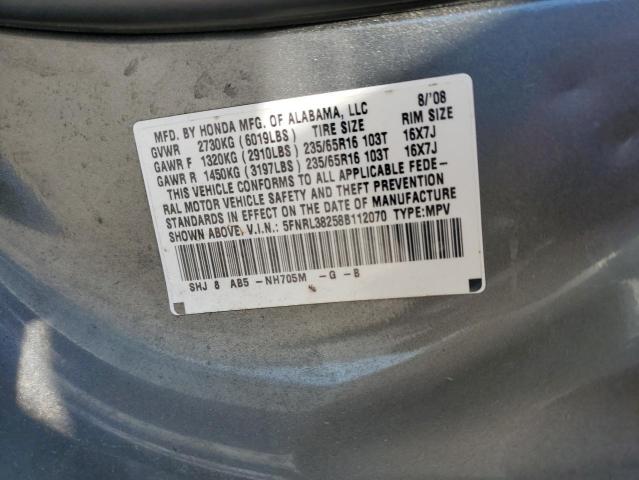 MFD. BY HONDA MFG. OF ALABAMA, LLC 8/'08
GVWR 2730KG (6019LBS) TIRE SIZE RIM SIZE
GAWR F 1320KG (2910LBS) 235/65R16 103T 16X7J
GAWR R 1450KG (3197LBS) 235/65R16 103T 16X7J
THIS VEHICLE CONFORMS TO ALL APPLICABLE FEDE-
RAL MOTOR VEHICLE SAFETY AND THEFT PREVENTION
STANDARDS IN EFFECT ON THE DATE OF MANUFACTURE
SHOWN ABOVE. V.I.N.: 5FNRL38258B112070 TYPE:MPV
SHJ 8 AB5 -NH705M -G -B